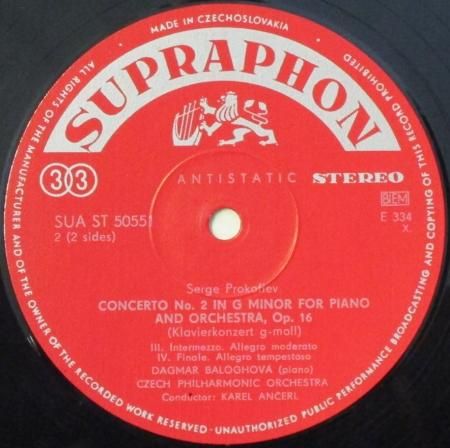 MADE IN CZECHOSLOVAKIA
ALL RIGHTS OF THE MANUFACTURER AND OF THE OWNER OF THE RECORDED WORK RESERVED · UNAUTHORIZED PUBLIC PERFORMANCE BROADCASTING AND COPYING OF THIS RECORD PROHIBITED
SUPRAPHON
33
ANTISTATIC STEREO
BIEM
SUA ST 50551
E 334
2 (2 sides)
X.
Serge Prokofiev
CONCERTO No. 2 IN G MINOR FOR PIANO
AND ORCHESTRA, Op. 16
(Klavierkonzert g-moll)
III. Intermezzo. Allegro moderato
IV. Finale. Allegro tempestoso
DAGMAR BALOGHOVÁ (piano)
CZECH PHILHARMONIC ORCHESTRA
Conductor: KAREL ANČERL